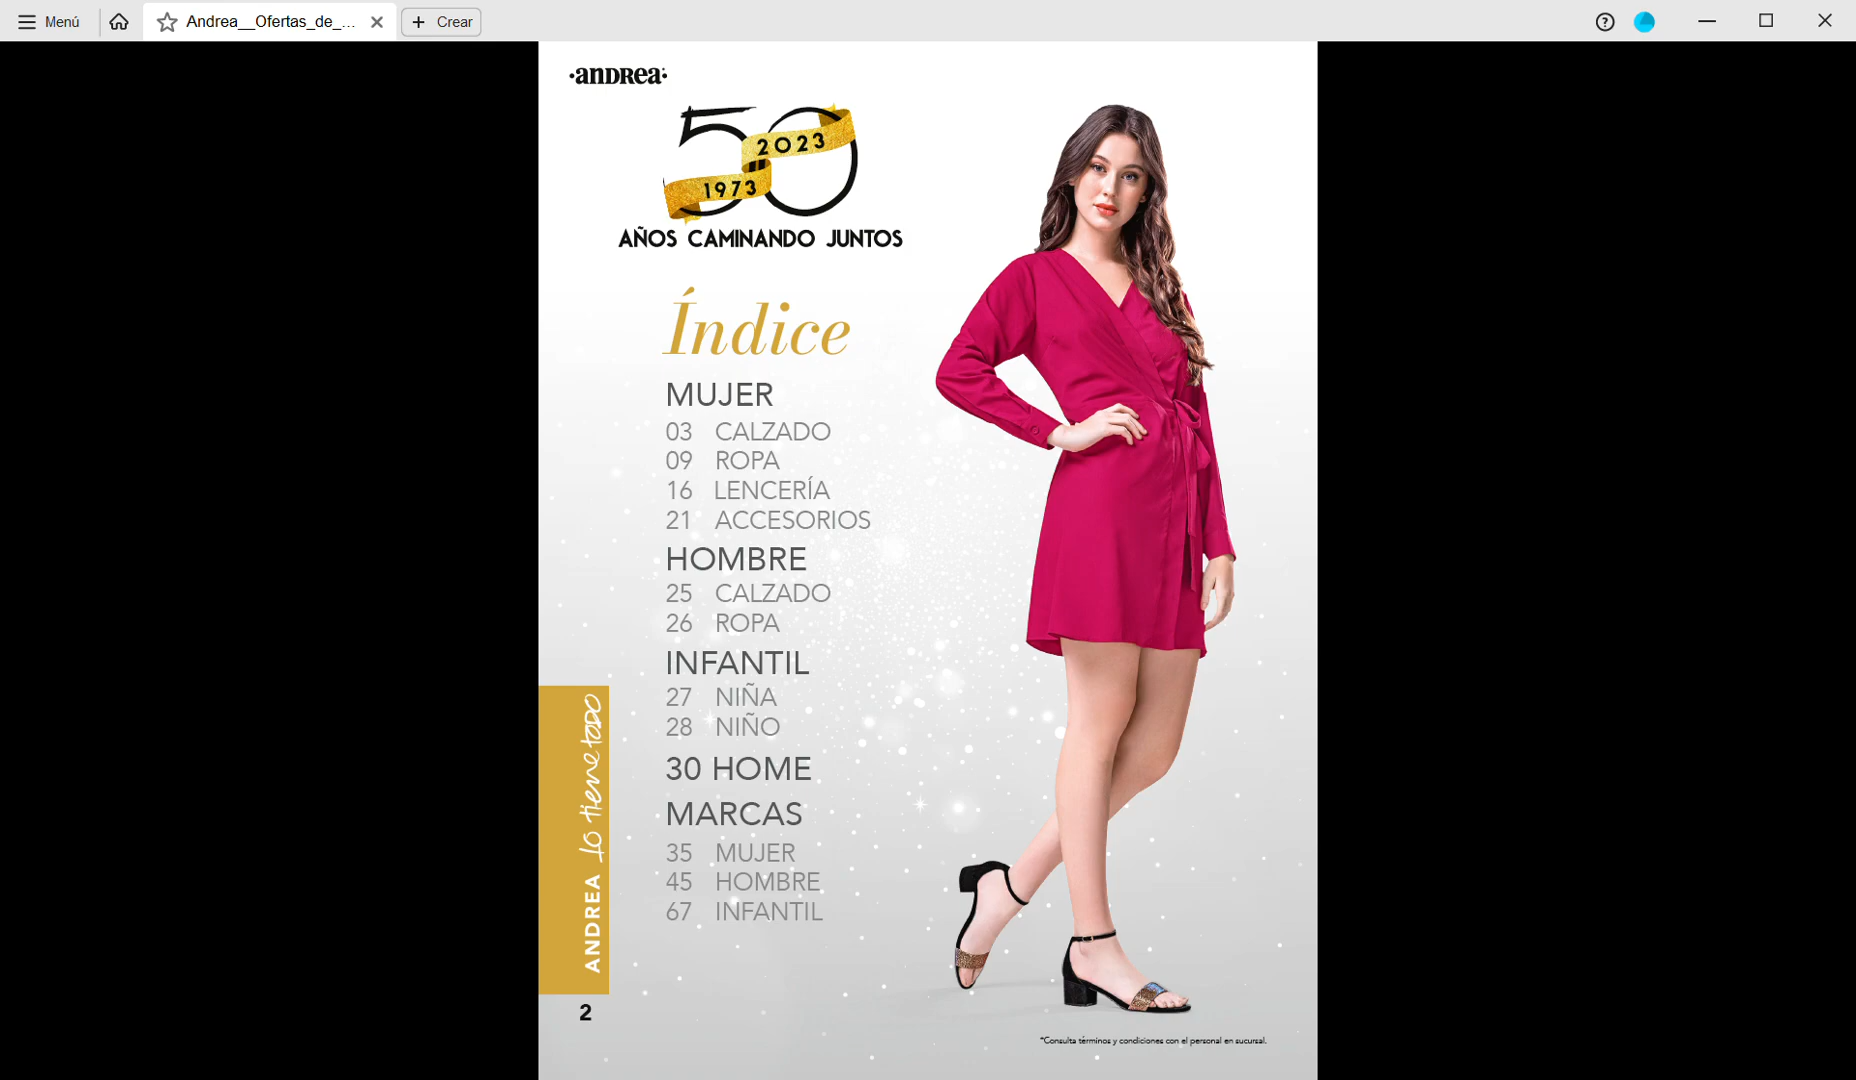 Menú
Andrea__Ofertas_de_...
+ Crear
·andrea·
50
2023
1973
AÑOS CAMINANDO JUNTOS
Índice
MUJER
03 CALZADO
09 ROPA
16 LENCERÍA
21 ACCESORIOS
HOMBRE
25 CALZADO
26 ROPA
INFANTIL
27 NIÑA
28 NIÑO
30 HOME
MARCAS
35 MUJER
45 HOMBRE
67 INFANTIL
ANDREA lo tiene todo
2
*Consulta términos y condiciones con el personal en sucursal.